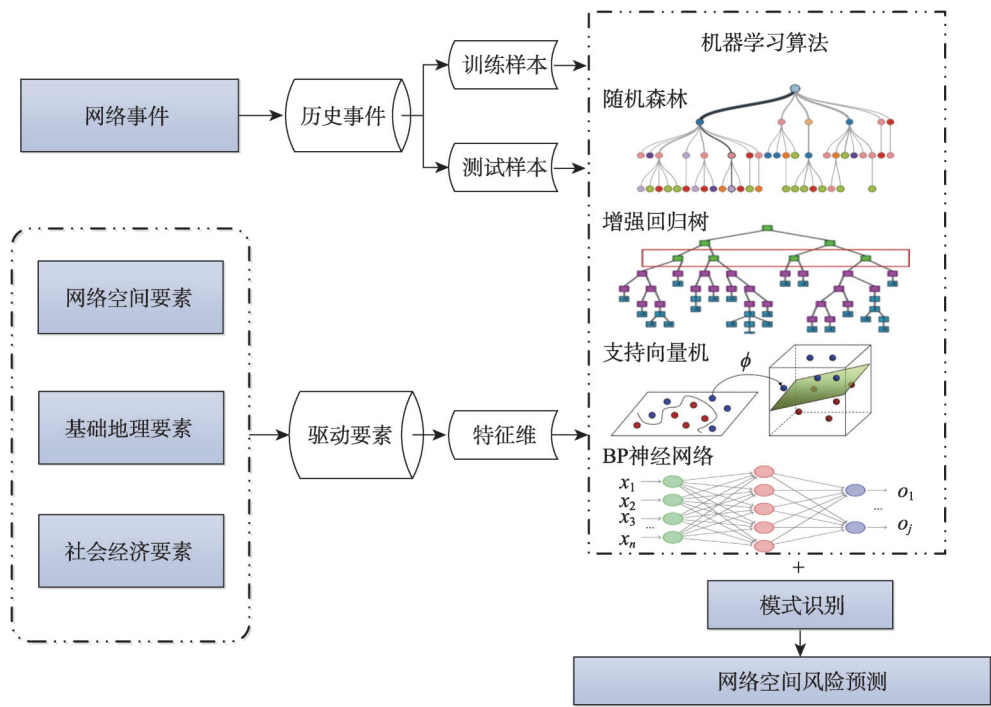 机器学习算法
训练样本
网络事件
历史事件
测试样本
随机森林
增强回归树
网络空间要素
基础地理要素
社会经济要素
驱动要素
特征维
支持向量机
ϕ
BP神经网络
x1
x2
x3
...
xn
o1
...
oj
+
模式识别
网络空间风险预测